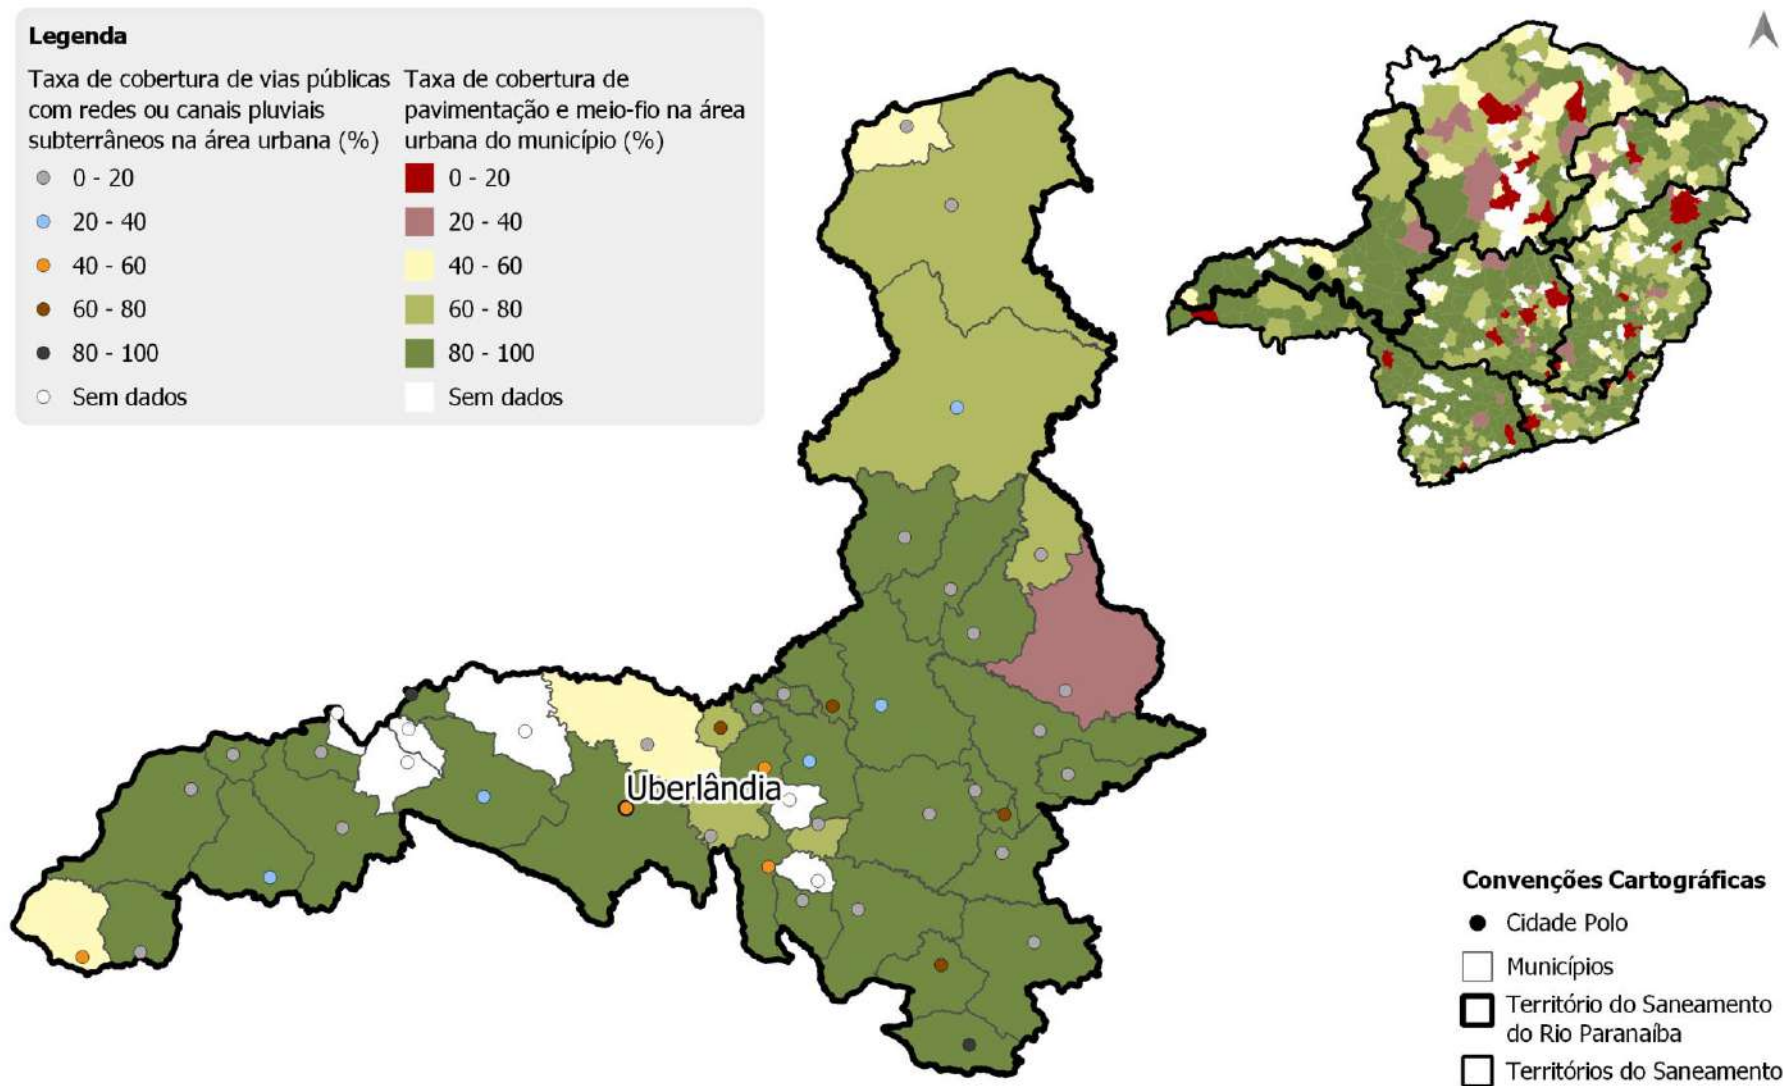 Legenda
Taxa de cobertura de vias públicas
com redes ou canais pluviais
subterrâneos na área urbana (%)
0 - 20
20 - 40
40 - 60
60 - 80
80 - 100
Sem dados
Taxa de cobertura de
pavimentação e meio-fio na área
urbana do município (%)
0 - 20
20 - 40
40 - 60
60 - 80
80 - 100
Sem dados
Uberlândia
Convenções Cartográficas
Cidade Polo
Municípios
Território do Saneamento
do Rio Paranaíba
Territórios do Saneamento